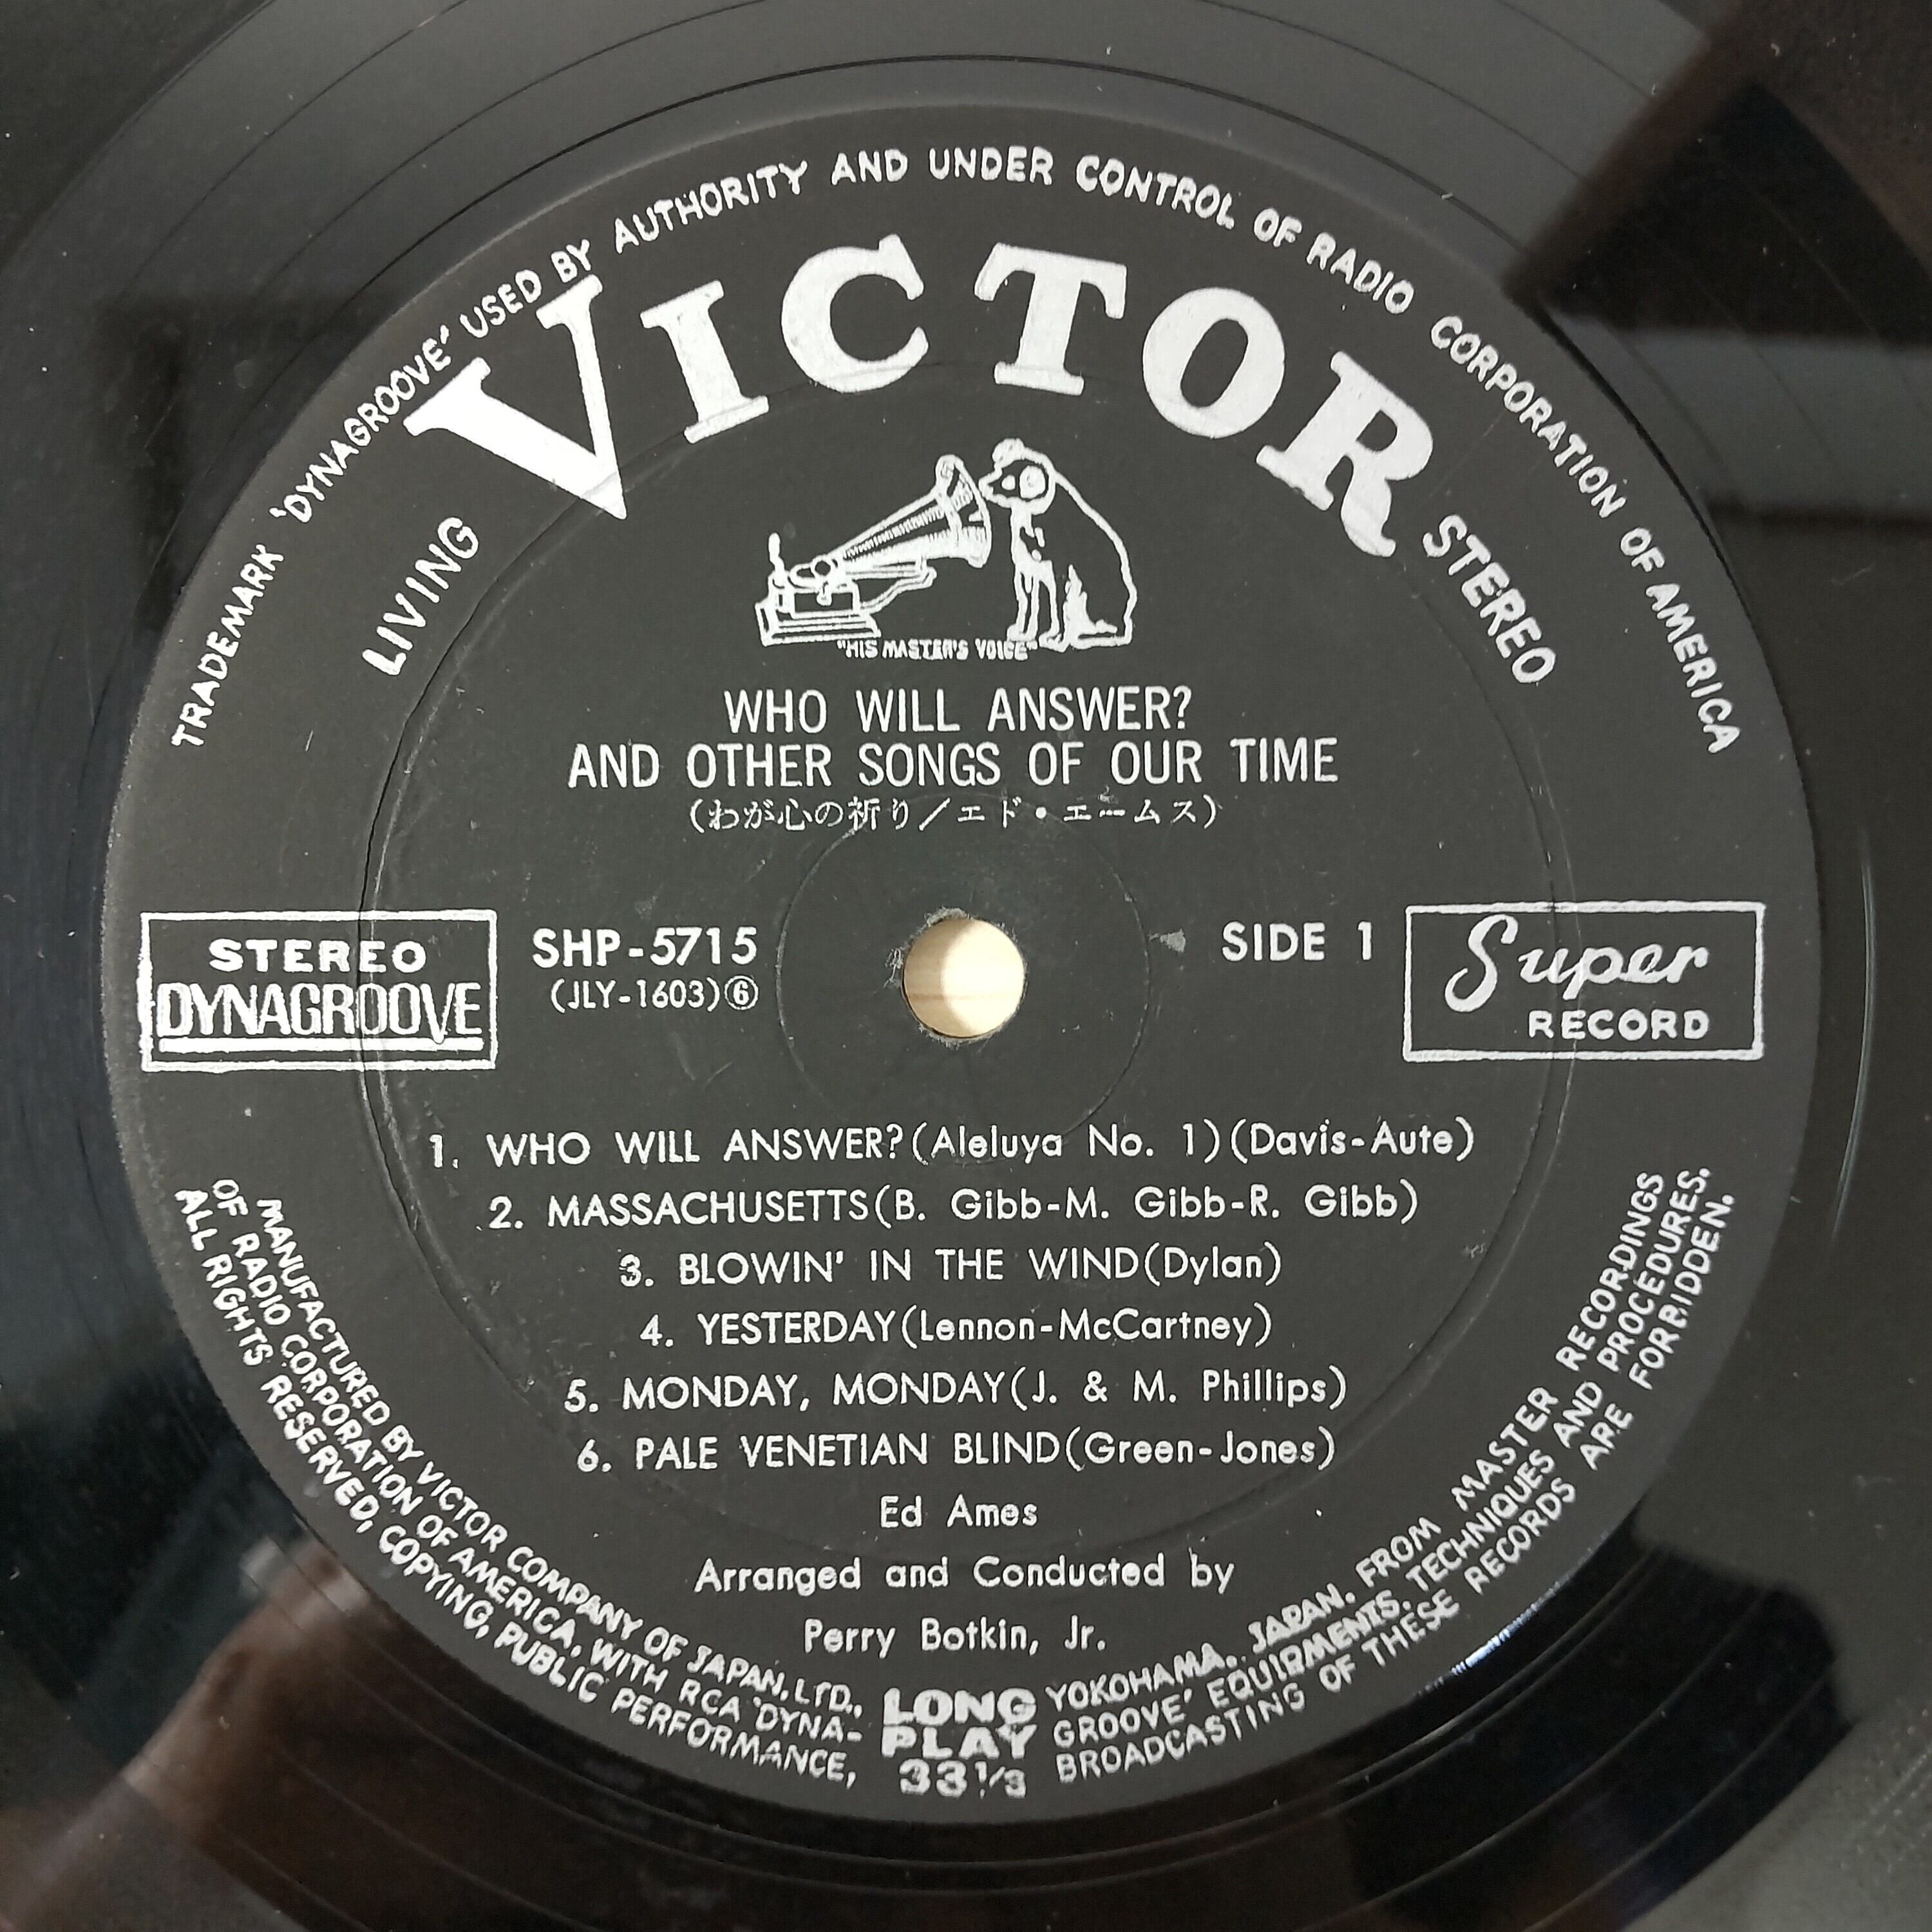 TRADEMARK 'DYNAGROOVE' USED BY AUTHORITY AND UNDER CONTROL OF RADIO CORPORATION OF AMERICA
VICTOR
LIVING STEREO
"HIS MASTER'S VOICE"
WHO WILL ANSWER?
AND OTHER SONGS OF OUR TIME
(わが心の祈り/エド・エームス)
STEREO
DYNAGROOVE
SHP-5715
(JLY-1603)⑥
SIDE 1
Super
RECORD
1. WHO WILL ANSWER?(Aleluya No. 1)(Davis-Aute)
2. MASSACHUSETTS(B. Gibb-M. Gibb-R. Gibb)
3. BLOWIN' IN THE WIND(Dylan)
4. YESTERDAY(Lennon-McCartney)
5. MONDAY, MONDAY(J. & M. Phillips)
6. PALE VENETIAN BLIND(Green-Jones)
Ed Ames
Arranged and Conducted by
Perry Botkin, Jr.
LONG
PLAY
33 1/3
MANUFACTURED BY VICTOR COMPANY OF JAPAN, LTD., YOKOHAMA, JAPAN, FROM MASTER RECORDINGS
OF RADIO CORPORATION OF AMERICA, WITH RCA 'DYNA-GROOVE' EQUIPMENTS, TECHNIQUES AND PROCEDURES.
ALL RIGHTS RESERVED, COPYING, PUBLIC PERFORMANCE, BROADCASTING OF THESE RECORDS ARE FORBIDDEN.